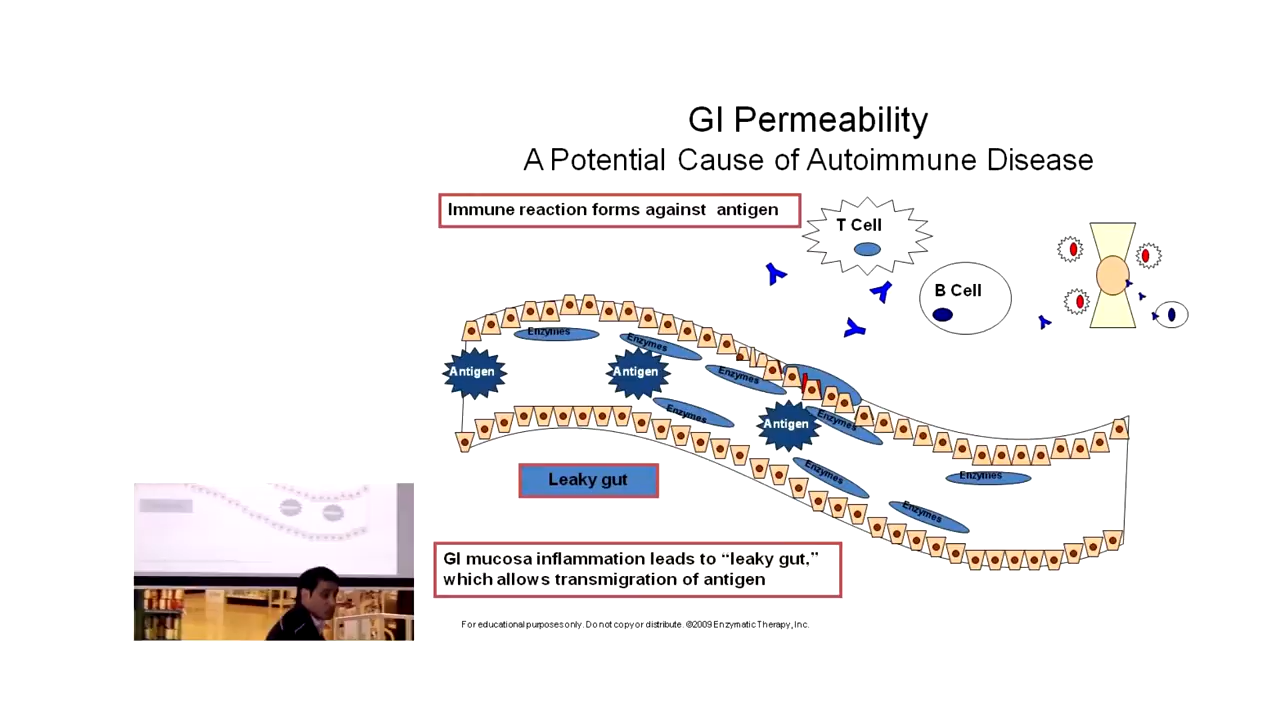 GI Permeability
A Potential Cause of Autoimmune Disease
Immune reaction forms against antigen
T Cell
B Cell
Enzymes
Enzymes
Antigen
Antigen
Enzymes
Enzymes
Antigen
Enzymes
Leaky gut
Enzymes
Enzymes
Enzymes
GI mucosa inflammation leads to “leaky gut,”
which allows transmigration of antigen
For educational purposes only. Do not copy or distribute. ©2009 Enzymatic Therapy, Inc.